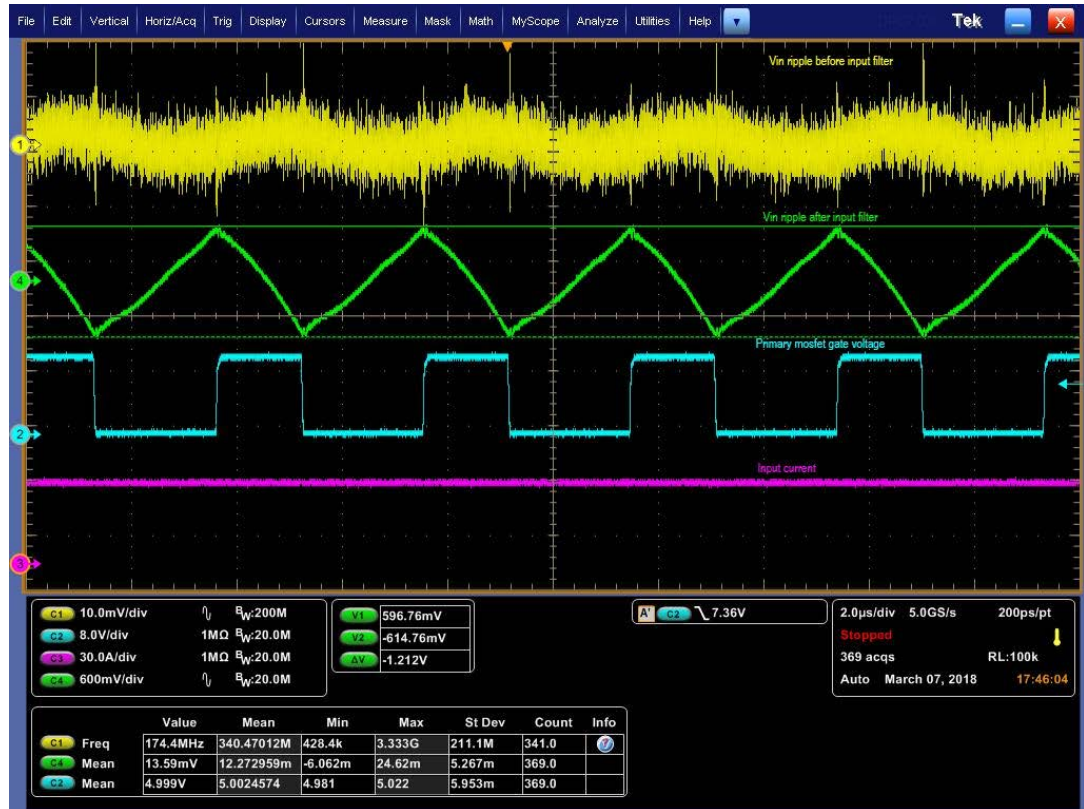 File Edit Vertical Horiz/Acq Trig Display Cursors Measure Mask Math MyScope Analyze Utilities Help Tek X
Vin ripple before input filter
1
Vin ripple after input filter
4
Primary mosfet gate voltage
2
Input current
3
C1 10.0mV/div BW:200M
C2 8.0V/div 1MΩ BW:20.0M
C3 30.0A/div 1MΩ BW:20.0M
C4 600mV/div BW:20.0M
V1 596.76mV
V2 -614.76mV
ΔV -1.212V
A' C2 7.36V
2.0µs/div 5.0GS/s 200ps/pt
Stopped
369 acqs RL:100k
Auto March 07, 2018 17:46:04
Value Mean Min Max St Dev Count Info
C1 Freq 174.4MHz 340.47012M 428.4k 3.333G 211.1M 341.0
C4 Mean 13.59mV 12.272959m -6.062m 24.62m 5.267m 369.0
C2 Mean 4.999V 5.0024574 4.981 5.022 5.953m 369.0